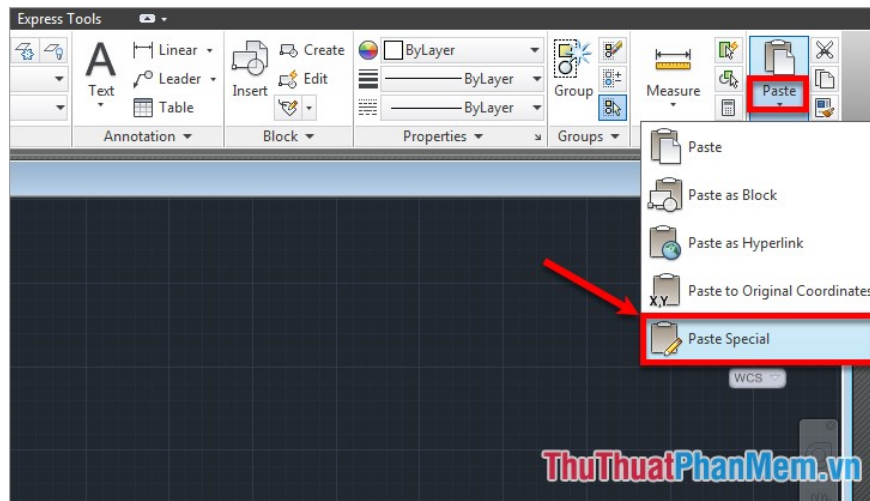 Express Tools
Linear
Create
ByLayer
Text
Leader
Insert
Edit
ByLayer
Group
Measure
Paste
Table
ByLayer
Annotation
Block
Properties
Groups
Paste
Paste as Block
Paste as Hyperlink
X,Y
Paste to Original Coordinates
Paste Special
WCS
ThuThuatPhanMem.vn